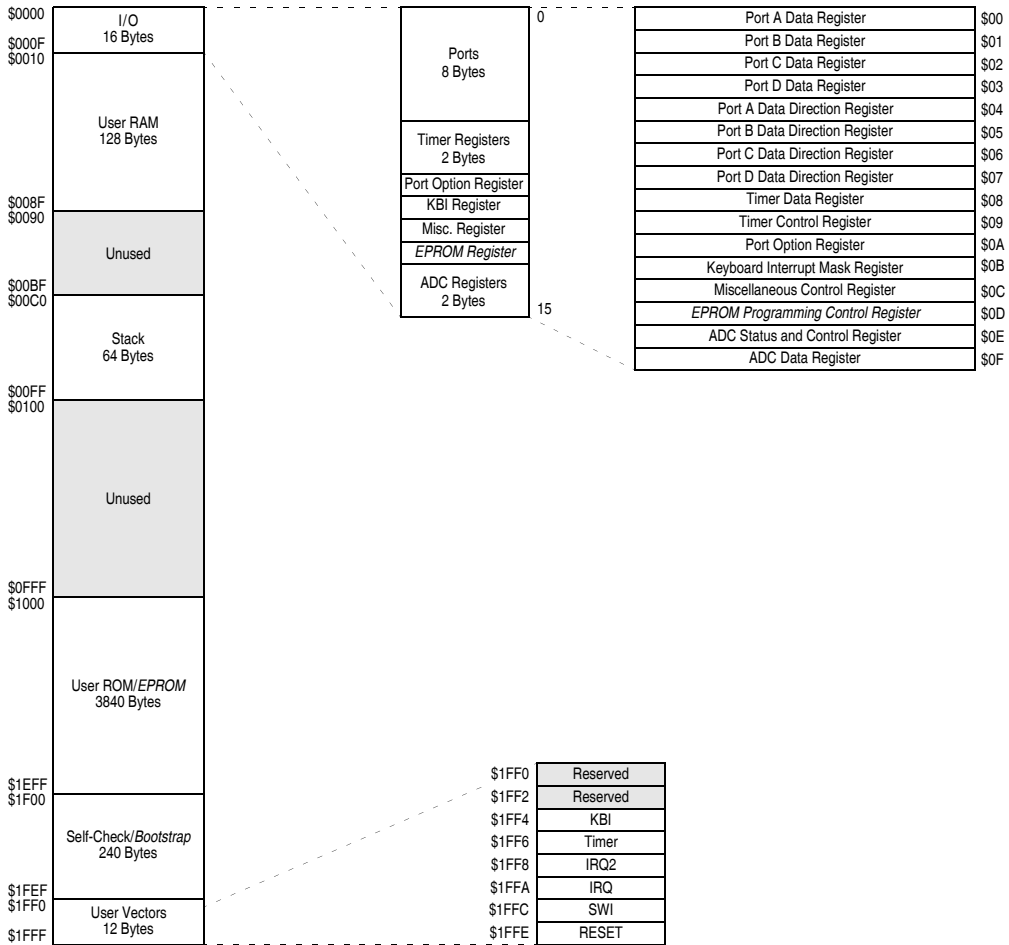 $0000
I/O
16 Bytes
$000F
$0010
User RAM
128 Bytes
$008F
$0090
Unused
$00BF
$00C0
Stack
64 Bytes
$00FF
$0100
Unused
$0FFF
$1000
User ROM/EPROM
3840 Bytes
$1EFF
$1F00
Self-Check/Bootstrap
240 Bytes
$1FEF
$1FF0
User Vectors
12 Bytes
$1FFF
0
Ports
8 Bytes
Timer Registers
2 Bytes
Port Option Register
KBI Register
Misc. Register
EPROM Register
ADC Registers
2 Bytes
15
Port A Data Register $00
Port B Data Register $01
Port C Data Register $02
Port D Data Register $03
Port A Data Direction Register $04
Port B Data Direction Register $05
Port C Data Direction Register $06
Port D Data Direction Register $07
Timer Data Register $08
Timer Control Register $09
Port Option Register $0A
Keyboard Interrupt Mask Register $0B
Miscellaneous Control Register $0C
EPROM Programming Control Register $0D
ADC Status and Control Register $0E
ADC Data Register $0F
$1FF0 Reserved
$1FF2 Reserved
$1FF4 KBI
$1FF6 Timer
$1FF8 IRQ2
$1FFA IRQ
$1FFC SWI
$1FFE RESET